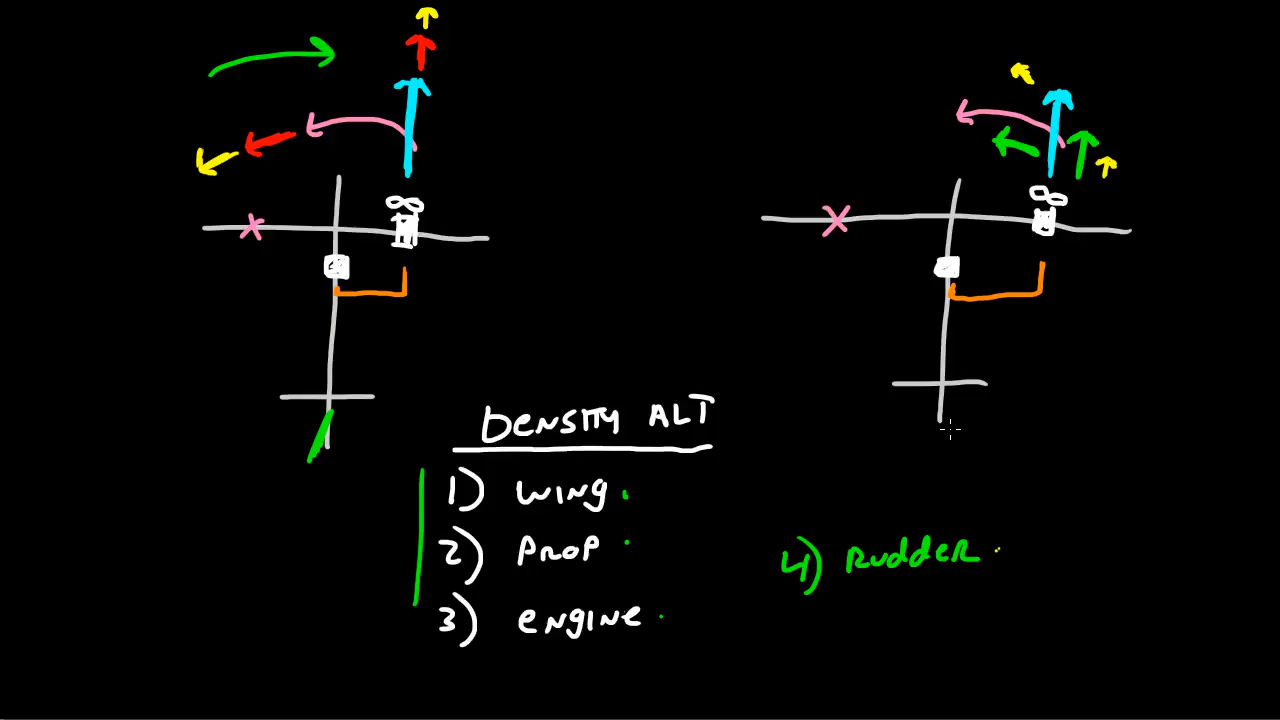 DENSITY ALT
1) WING
2) PROP
3) ENGINE
4) RUDDER